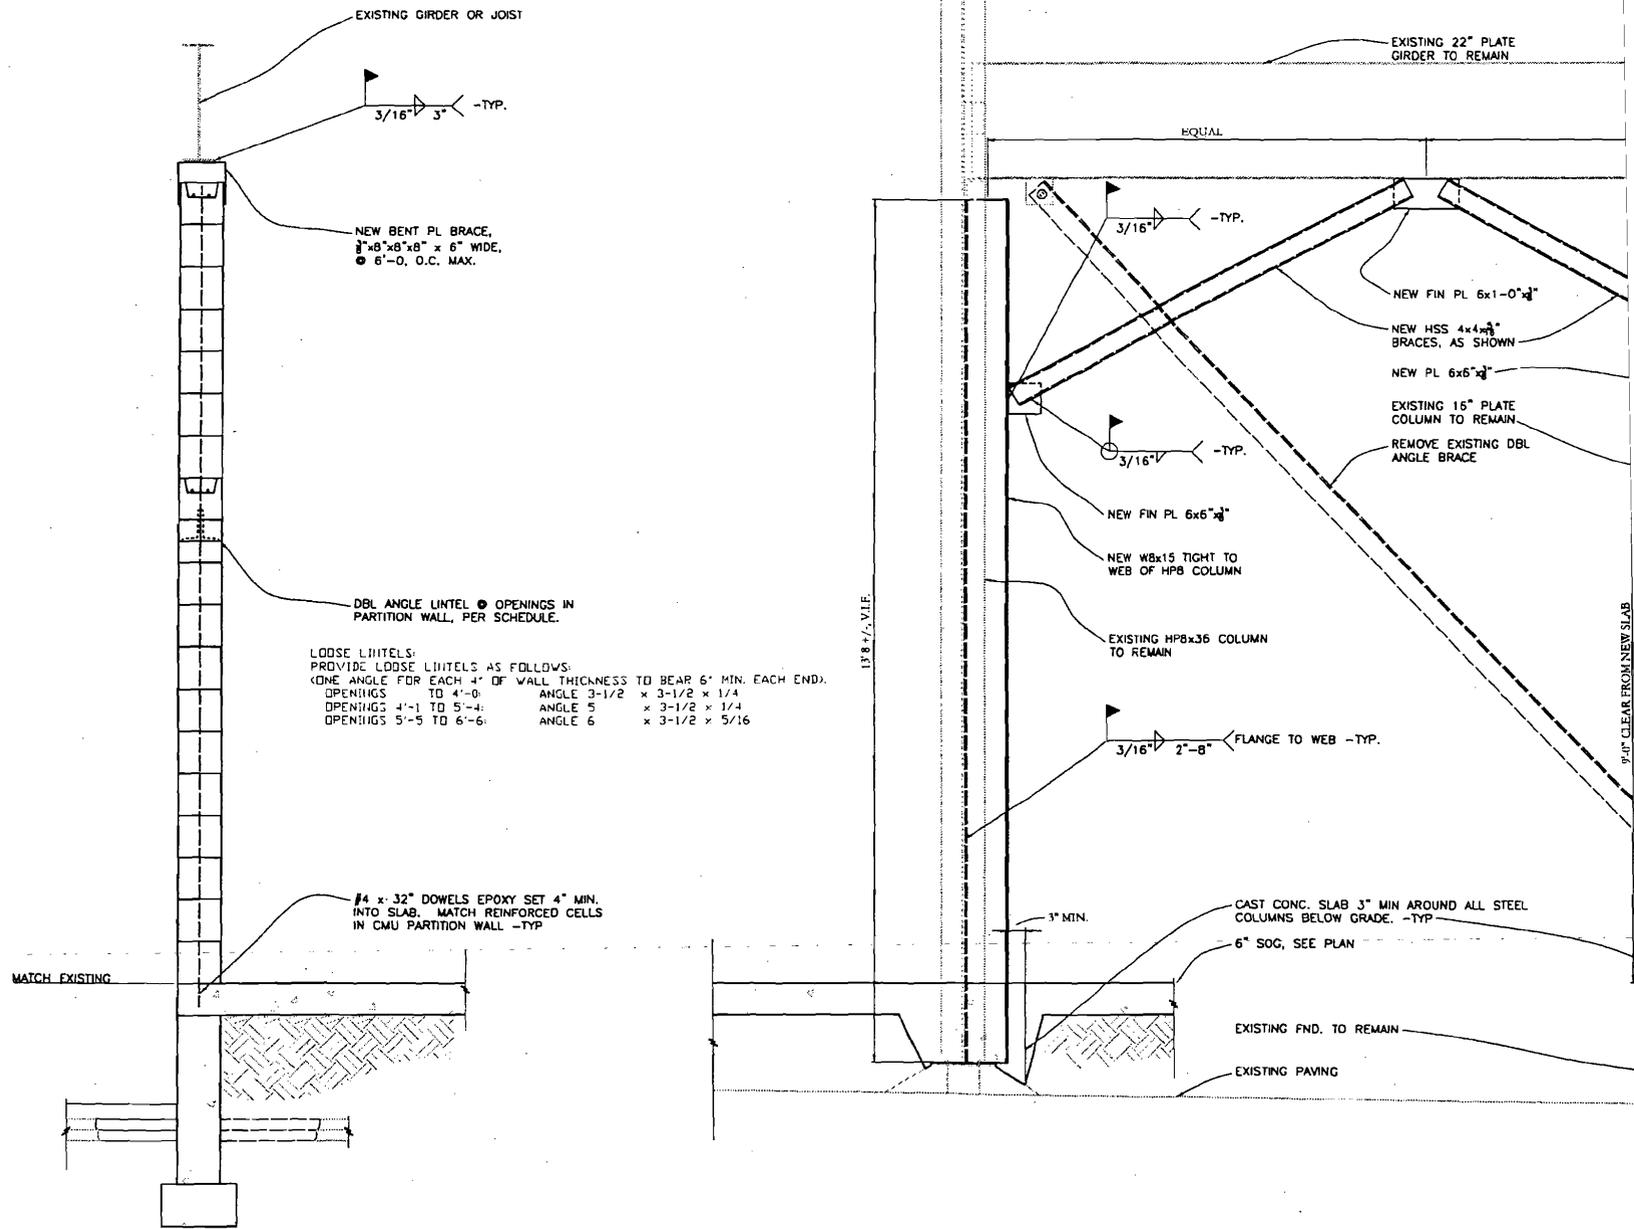 EXISTING GIRDER OR JOIST
3/16" 3" -TYP.
NEW BENT PL BRACE,
"x8"x8"x8" x 6" WIDE,
@ 6'-0, O.C. MAX.
DBL ANGLE LINTEL @ OPENINGS IN
PARTITION WALL, PER SCHEDULE.
LOOSE LINTELS:
PROVIDE LOOSE LINTELS AS FOLLOWS:
(ONE ANGLE FOR EACH 4" OF WALL THICKNESS TO BEAR 6" MIN. EACH END).
OPENINGS TO 4'-0: ANGLE 3-1/2 x 3-1/2 x 1/4
OPENINGS 4'-1 TO 5'-4: ANGLE 5 x 3-1/2 x 1/4
OPENINGS 5'-5 TO 6'-6: ANGLE 6 x 3-1/2 x 5/16
#4 x 32" DOWELS EPOXY SET 4" MIN.
INTO SLAB. MATCH REINFORCED CELLS
IN CMU PARTITION WALL -TYP
MATCH EXISTING
EXISTING 22" PLATE
GIRDER TO REMAIN
EQUAL
3/16" -TYP.
NEW FIN PL 6x1-0"x
NEW HSS 4x4x
BRACES, AS SHOWN
NEW PL 6x6"x
EXISTING 16" PLATE
COLUMN TO REMAIN
REMOVE EXISTING DBL
ANGLE BRACE
3/16" -TYP.
NEW FIN PL 6x6"x
NEW W8x15 TIGHT TO
WEB OF HP8 COLUMN
13'8 +/-, V.I.F.
EXISTING HP8x36 COLUMN
TO REMAIN
9'-0" CLEAR FROM NEW SLAB
3/16" 2"-8" FLANGE TO WEB -TYP.
3" MIN.
CAST CONC. SLAB 3" MIN AROUND ALL STEEL
COLUMNS BELOW GRADE. -TYP
6" SOG, SEE PLAN
EXISTING FND. TO REMAIN
EXISTING PAVING